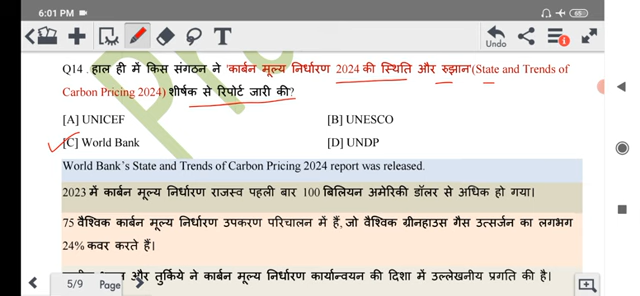 6:01 PM
65
Undo
Q14. हाल ही में किस संगठन ने 'कार्बन मूल्य निर्धारण 2024 की स्थिति और रुझान'(State and Trends of
Carbon Pricing 2024) शीर्षक से रिपोर्ट जारी की?
[A] UNICEF [B] UNESCO
[C] World Bank [D] UNDP
World Bank's State and Trends of Carbon Pricing 2024 report was released.
2023 में कार्बन मूल्य निर्धारण राजस्व पहली बार 100 बिलियन अमेरिकी डॉलर से अधिक हो गया।
75 वैश्विक कार्बन मूल्य निर्धारण उपकरण परिचालन में हैं, जो वैश्विक ग्रीनहाउस गैस उत्सर्जन का लगभग
24% कवर करते हैं।
और तुर्किये ने कार्बन मूल्य निर्धारण कार्यान्वयन की दिशा में उल्लेखनीय प्रगति की है।
5/9 Page